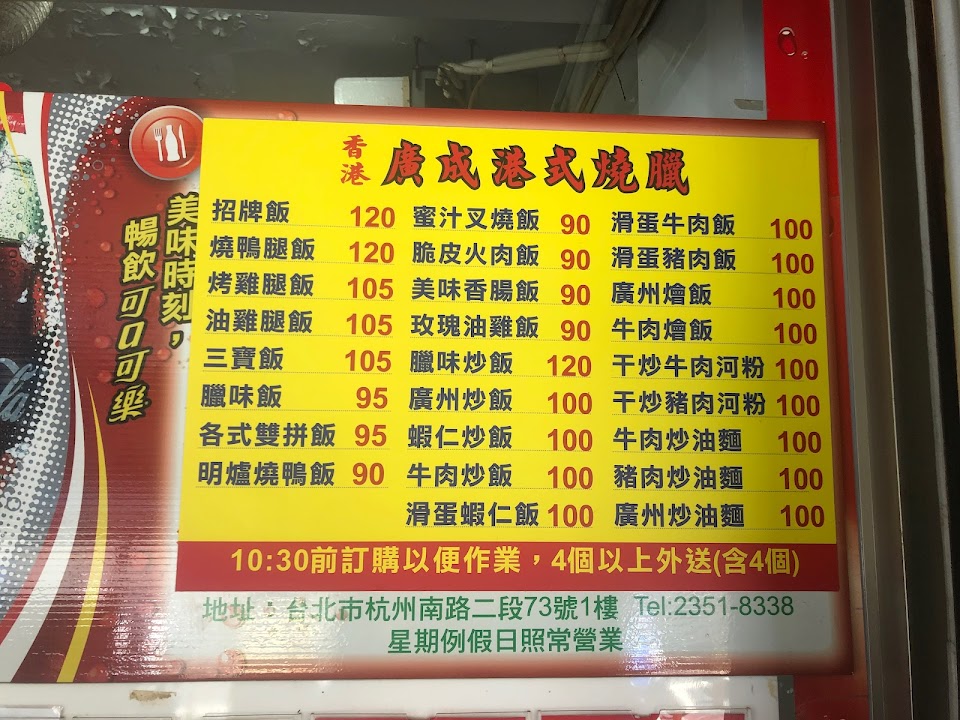 香港 廣成港式燒臘
美味時刻，
暢飲可口可樂
招牌飯 120
燒鴨腿飯 120
烤雞腿飯 105
油雞腿飯 105
三寶飯 105
臘味飯 95
各式雙拼飯 95
明爐燒鴨飯 90
蜜汁叉燒飯 90
脆皮火肉飯 90
美味香腸飯 90
玫瑰油雞飯 90
臘味炒飯 120
廣州炒飯 100
蝦仁炒飯 100
牛肉炒飯 100
滑蛋蝦仁飯 100
滑蛋牛肉飯 100
滑蛋豬肉飯 100
廣州燴飯 100
牛肉燴飯 100
干炒牛肉河粉 100
干炒豬肉河粉 100
牛肉炒油麵 100
豬肉炒油麵 100
廣州炒油麵 100
10:30前訂購以便作業，4個以上外送(含4個)
地址：台北市杭州南路二段73號1樓 Tel:2351-8338
星期例假日照常營業